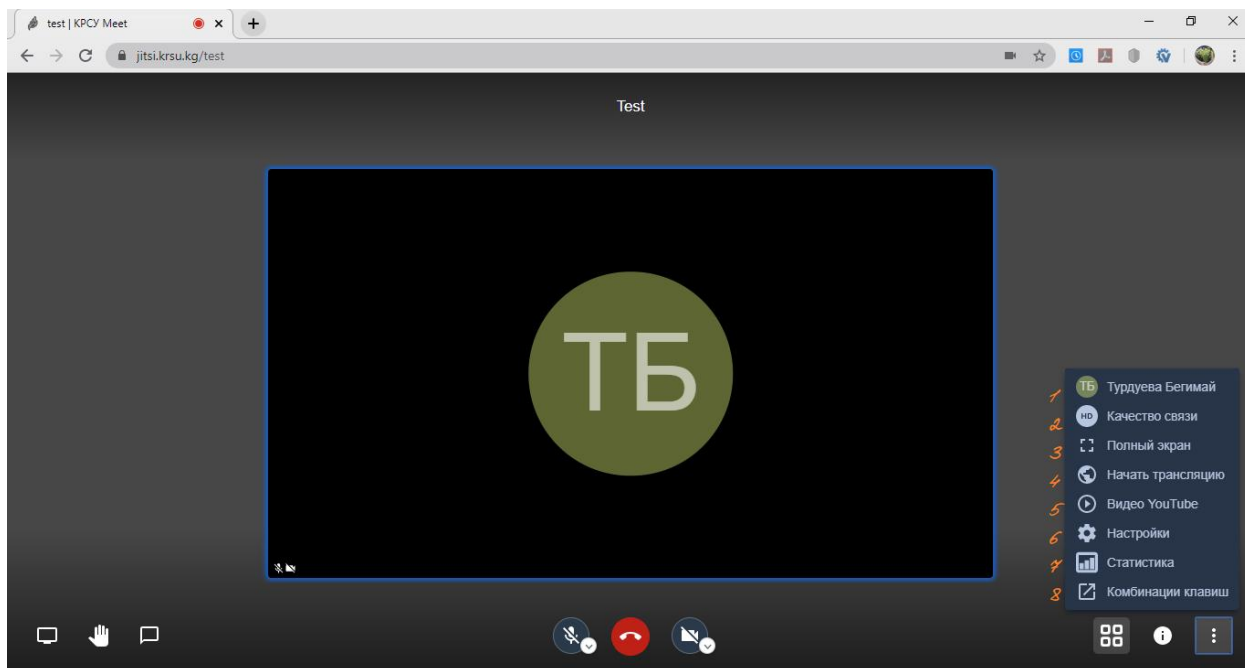 test | КРСУ Meet
jitsi.krsu.kg/test
Test
ТБ
1 ТБ Турдуева Бегимай
2 HD Качество связи
3 Полный экран
4 Начать трансляцию
5 Видео YouTube
6 Настройки
7 Статистика
8 Комбинации клавиш